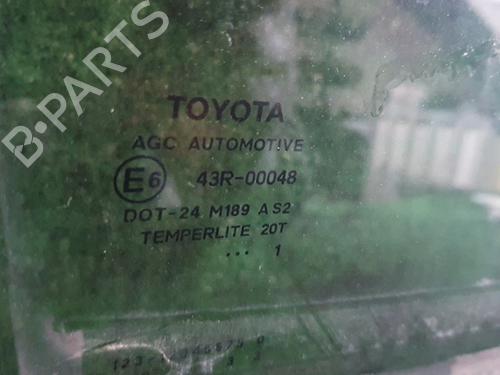 B-PARTS
TOYOTA
AGC AUTOMOTIVE
E6 43R-00048
DOT-24 M189 AS2
TEMPERLITE 20T
... 1